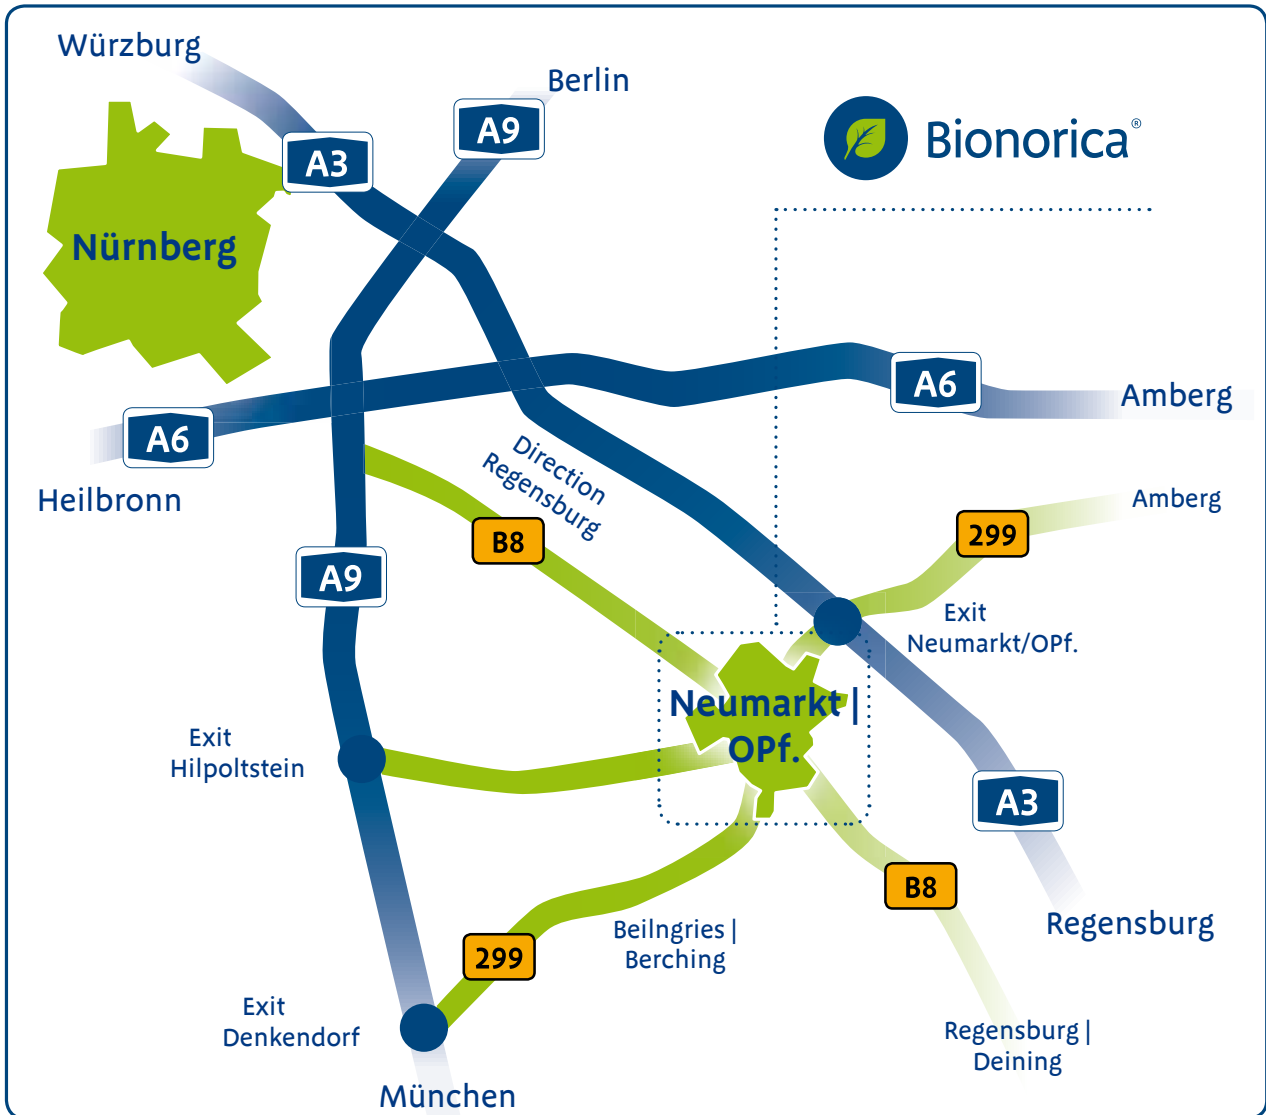 Würzburg
Berlin
A9
Bionorica®
A3
Nürnberg
A6
Amberg
A6
Heilbronn
Direction
Regensburg
Amberg
299
B8
A9
Exit
Neumarkt/OPf.
Neumarkt |
OPf.
Exit
Hilpoltstein
A3
B8
Regensburg
Beilngries |
Berching
299
Exit
Denkendorf
Regensburg |
Deining
München